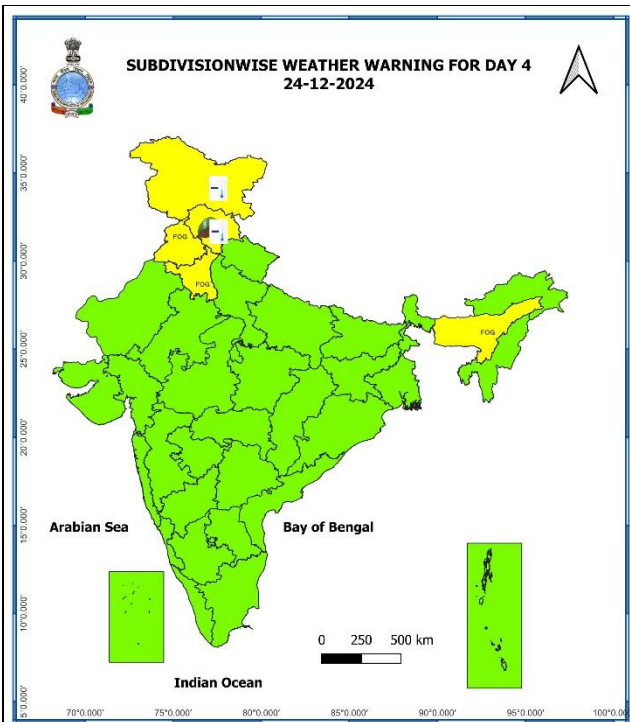 SUBDIVISIONWISE WEATHER WARNING FOR DAY 4
24-12-2024
40°0.000'
35°0.000'
30°0.000'
25°0.000'
20°0.000'
15°0.000'
10°0.000'
5°0.000'
FOG
FOG
FOG
Arabian Sea
Bay of Bengal
0 250 500 km
Indian Ocean
70°0.000' 75°0.000' 80°0.000' 85°0.000' 90°0.000' 95°0.000' 100°0.0